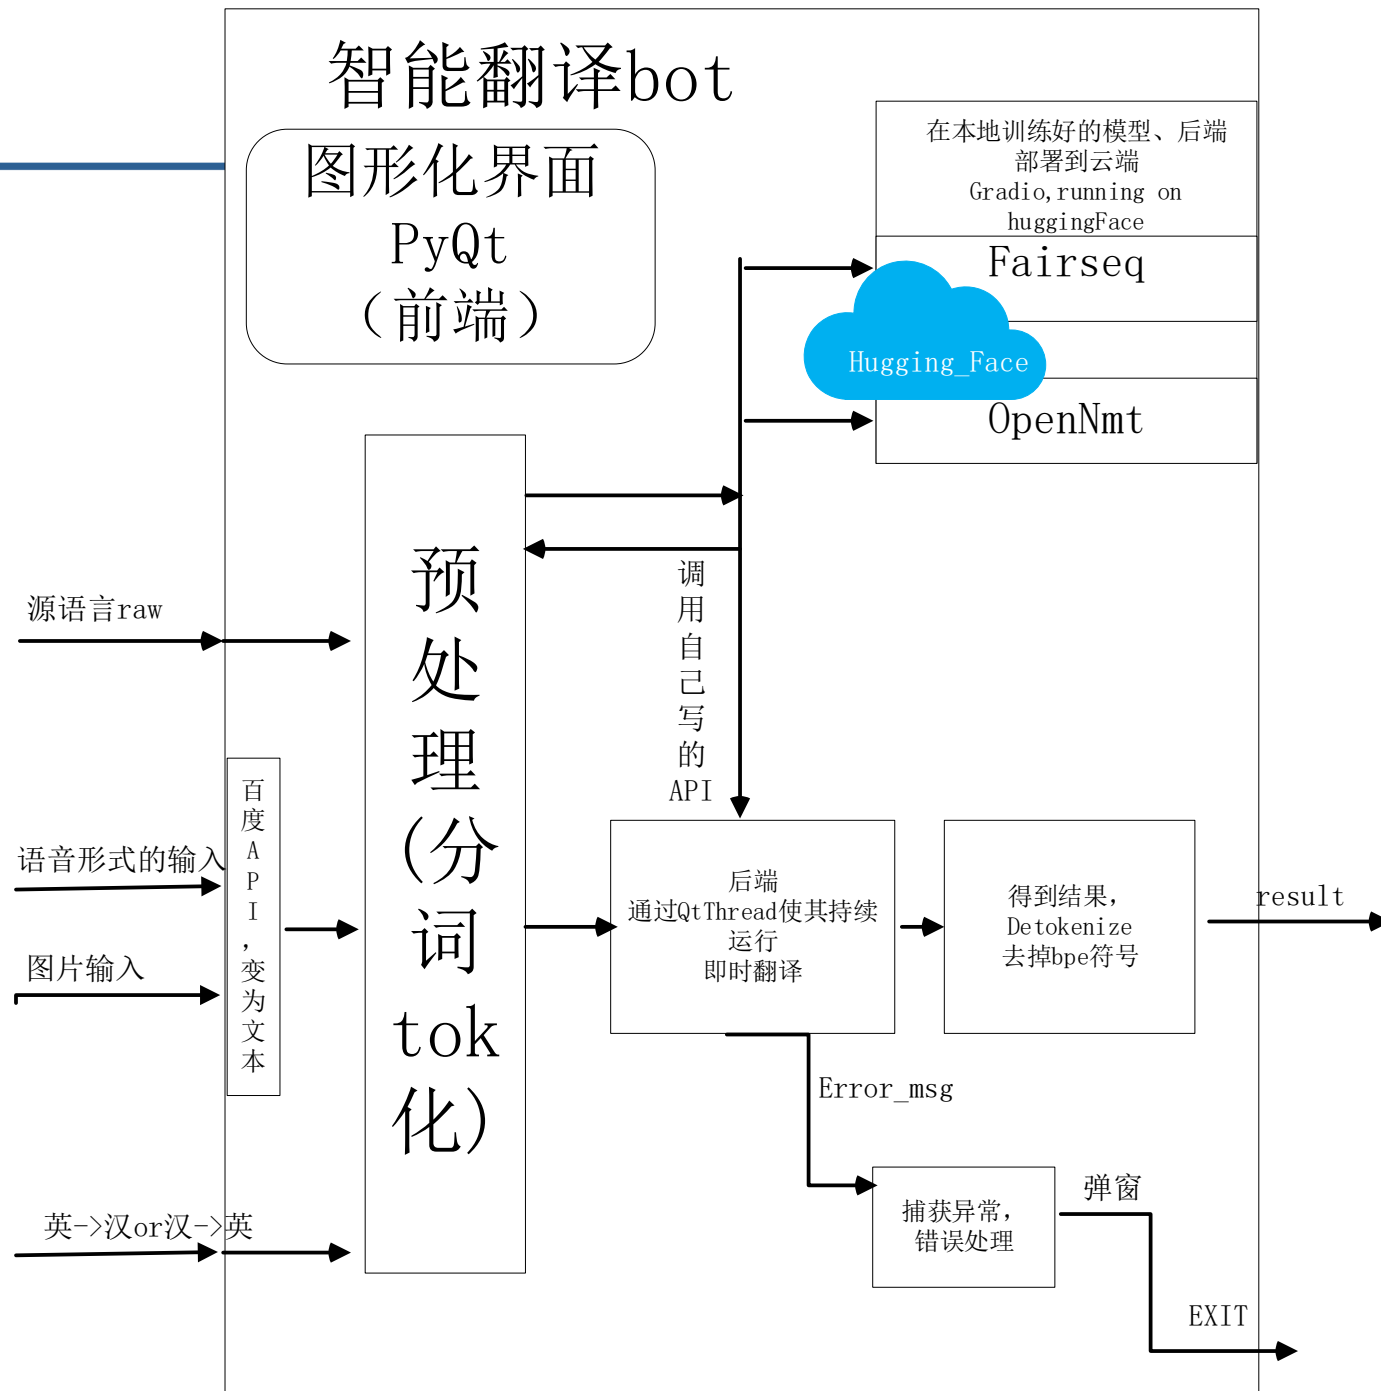 智能翻译bot
图形化界面
PyQt
（前端）
在本地训练好的模型、后端
部署到云端
Gradio,running on
huggingFace
Fairseq
Hugging_Face
OpenNmt
预
处
理
(分
词
tok
化)
调
用
自
己
写
的
API
源语言raw
百
度
A
P
I
，
变
为
文
本
语音形式的输入
图片输入
英->汉or汉->英
后端
通过QtThread使其持续
运行
即时翻译
得到结果，
Detokenize
去掉bpe符号
result
Error_msg
捕获异常，
错误处理
弹窗
EXIT